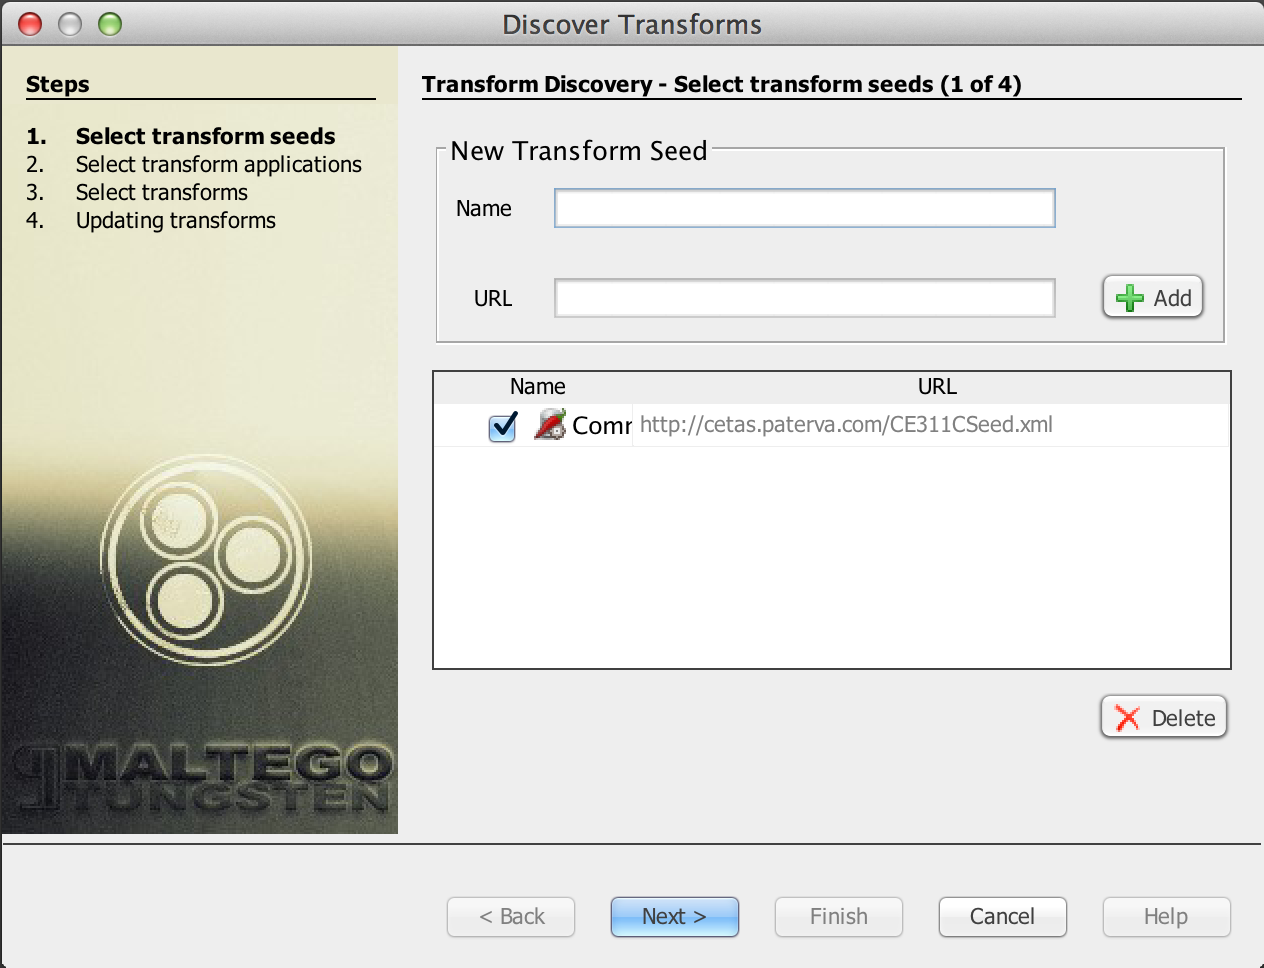 Discover Transforms
Steps
1. Select transform seeds
2. Select transform applications
3. Select transforms
4. Updating transforms
MALTEGO
TUNGSTEN
Transform Discovery - Select transform seeds (1 of 4)
New Transform Seed
Name
URL
Add
Name URL
Comr http://cetas.paterva.com/CE311CSeed.xml
Delete
< Back Next > Finish Cancel Help